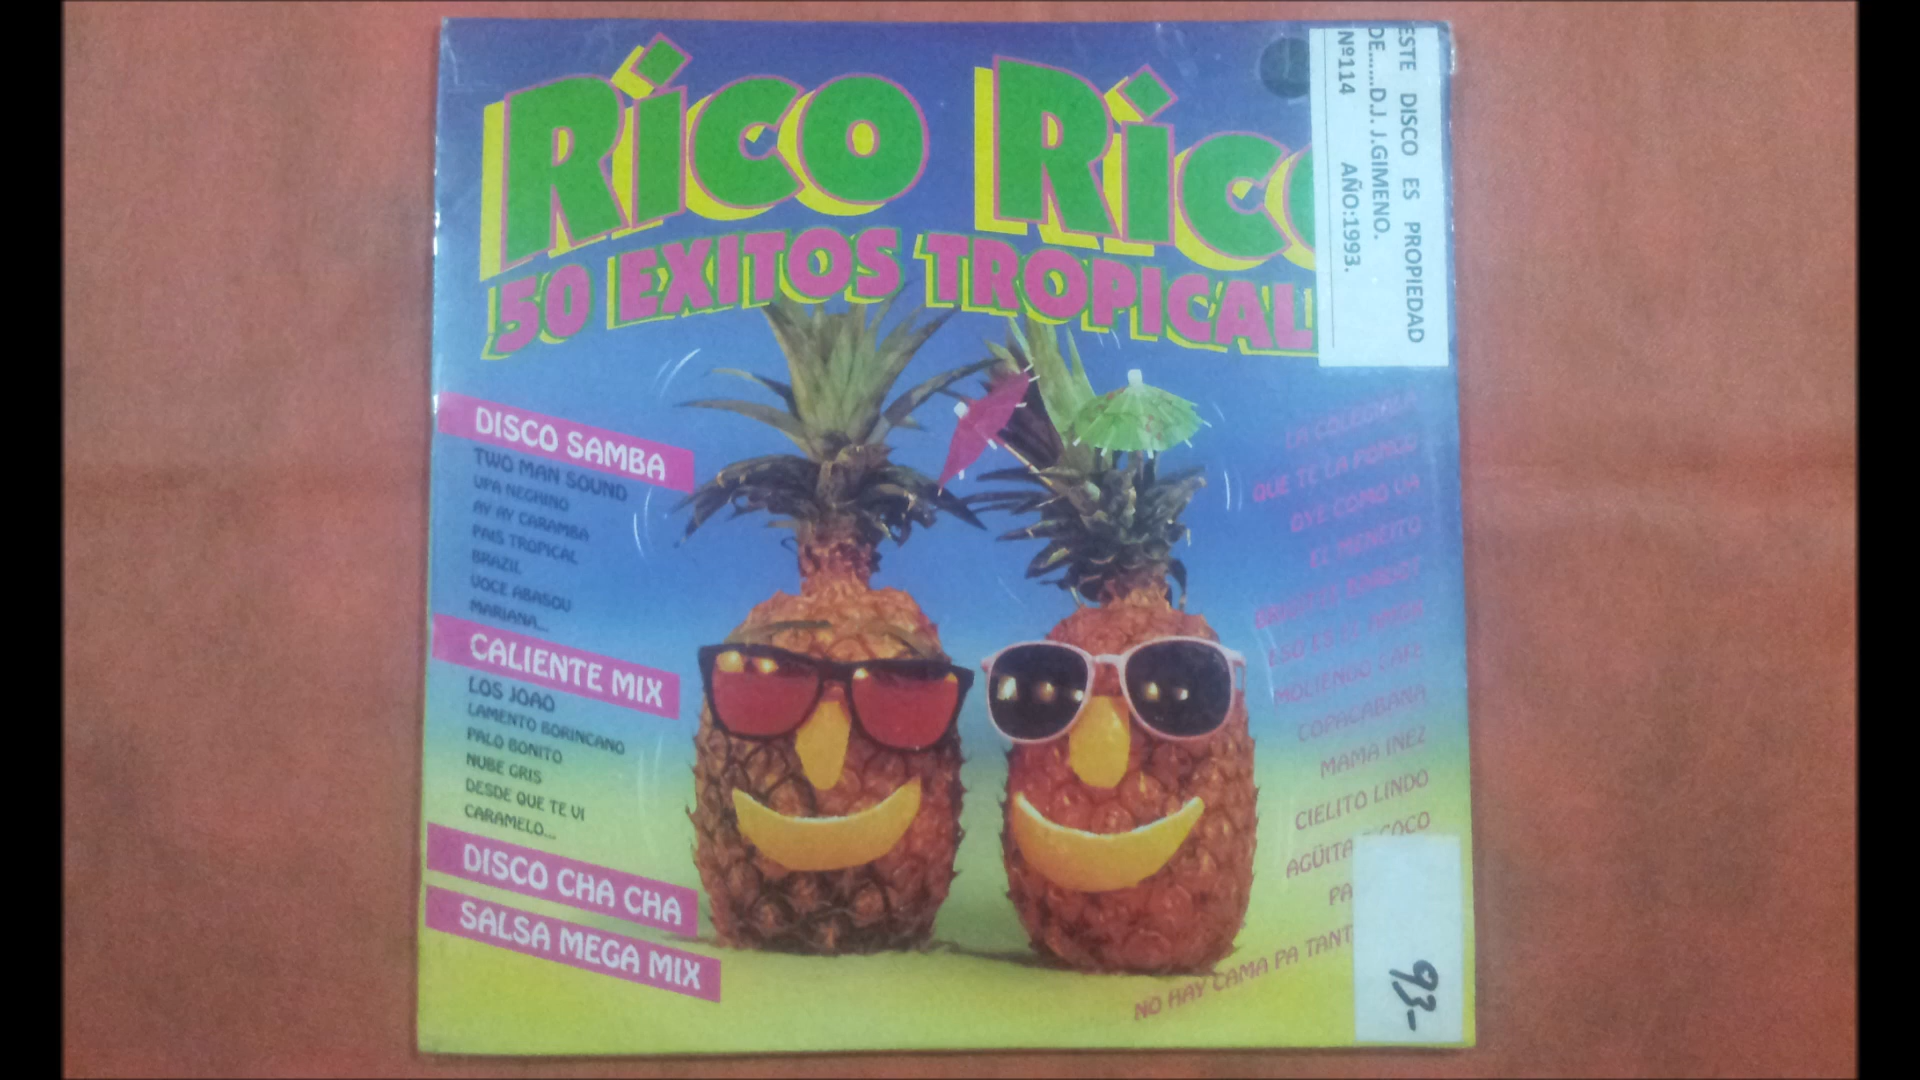 RICO RICO
50 EXITOS TROPICAL
ESTE DISCO ES PROPIEDAD
DE......D.J. J.GIMENO.
Nº114 AÑO:1993.
DISCO SAMBA
TWO MAN SOUND
UPA NEGHINO
AY AY CARAMBA
PAIS TROPICAL
BRAZIL
VOCE ABASOU
MARIANA...
CALIENTE MIX
LOS JOAO
LAMENTO BORINCANO
PALO BONITO
NUBE GRIS
DESDE QUE TE VI
CARAMELO...
DISCO CHA CHA
SALSA MEGA MIX
LA COLEGIALA
QUE TE LA PONGO
OYE COMO VA
EL MENEITO
ESO ES EL AMOR
MOLIENDO CAFE
COPACABANA
MAMA INEZ
CIELITO LINDO
AGÜITA COCO
PA
NO HAY CAMA PA TANT
93-